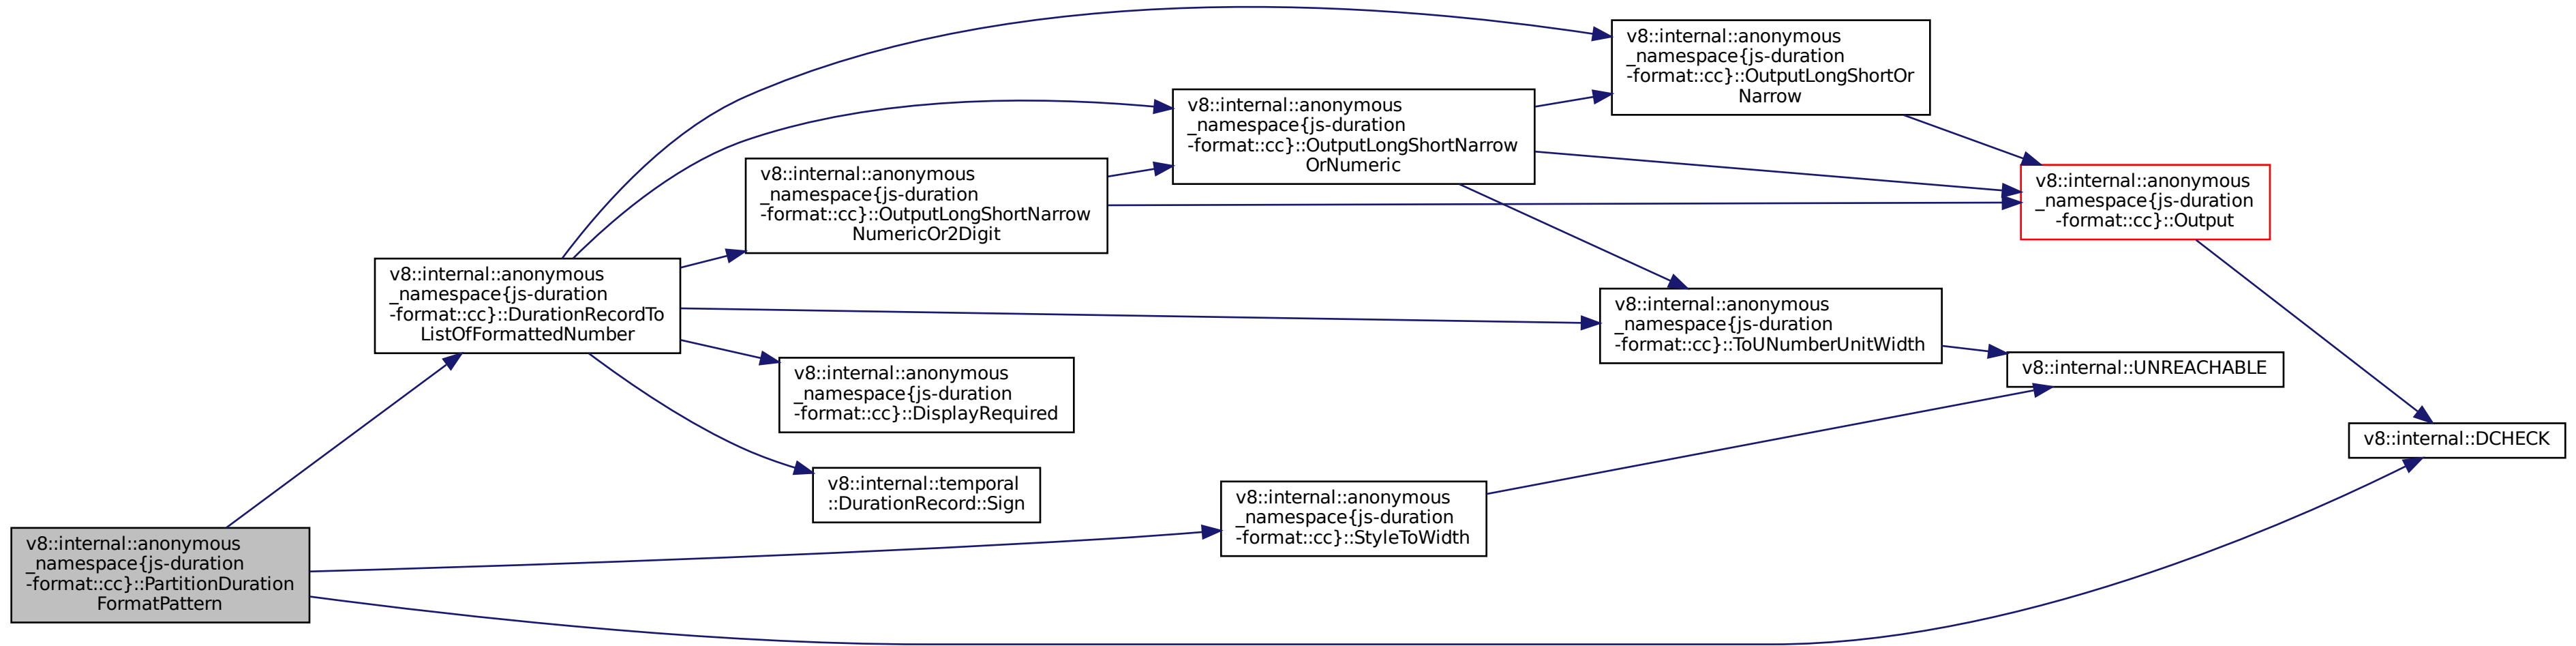 v8::internal::anonymous
_namespace{js-duration
-format::cc}::OutputLongShortOr
Narrow
v8::internal::anonymous
_namespace{js-duration
-format::cc}::OutputLongShortNarrow
OrNumeric
v8::internal::anonymous
_namespace{js-duration
-format::cc}::OutputLongShortNarrow
NumericOr2Digit
v8::internal::anonymous
_namespace{js-duration
-format::cc}::Output
v8::internal::anonymous
_namespace{js-duration
-format::cc}::DurationRecordTo
ListOfFormattedNumber
v8::internal::anonymous
_namespace{js-duration
-format::cc}::ToUNumberUnitWidth
v8::internal::UNREACHABLE
v8::internal::anonymous
_namespace{js-duration
-format::cc}::DisplayRequired
v8::internal::DCHECK
v8::internal::temporal
::DurationRecord::Sign
v8::internal::anonymous
_namespace{js-duration
-format::cc}::StyleToWidth
v8::internal::anonymous
_namespace{js-duration
-format::cc}::PartitionDuration
FormatPattern